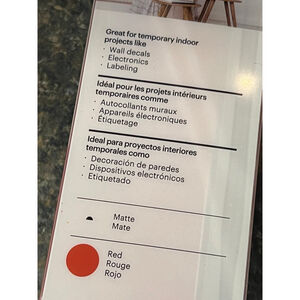 Great for temporary indoor
projects like
· Wall decals
· Electronics
· Labeling
Idéal pour les projets intérieurs
temporaires comme
· Autocollants muraux
· Appareils électroniques
· Étiquetage
Ideal para proyectos interiores
temporales como
· Decoración de paredes
· Dispositivos electrónicos
· Etiquetado
Matte
Mate
Red
Rouge
Rojo